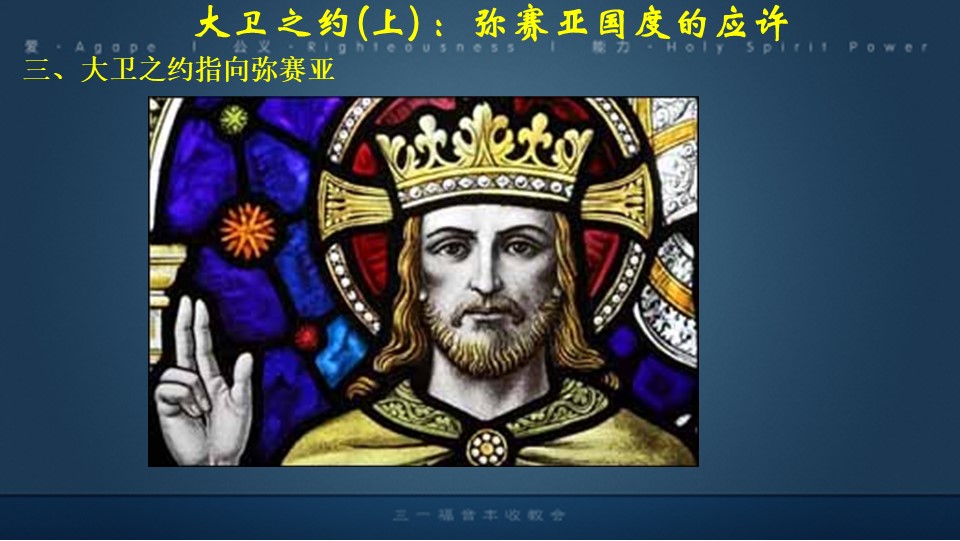 大卫之约(上)：弥赛亚国度的应许
爱·Agape | 公义·Righteousness | 能力·Holy Spirit Power
三、大卫之约指向弥赛亚
三一福音丰收教会